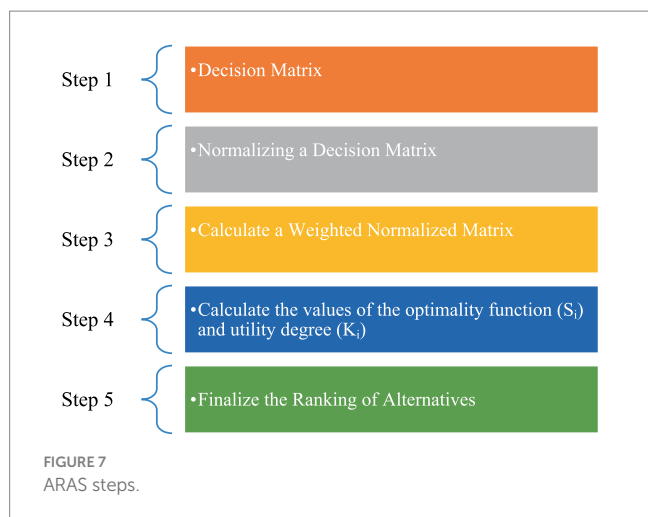 Step 1
•Decision Matrix
Step 2
•Normalizing a Decision Matrix
Step 3
•Calculate a Weighted Normalized Matrix
Step 4
•Calculate the values of the optimality function (Sᵢ)
and utility degree (Kᵢ)
Step 5
•Finalize the Ranking of Alternatives
FIGURE 7
ARAS steps.